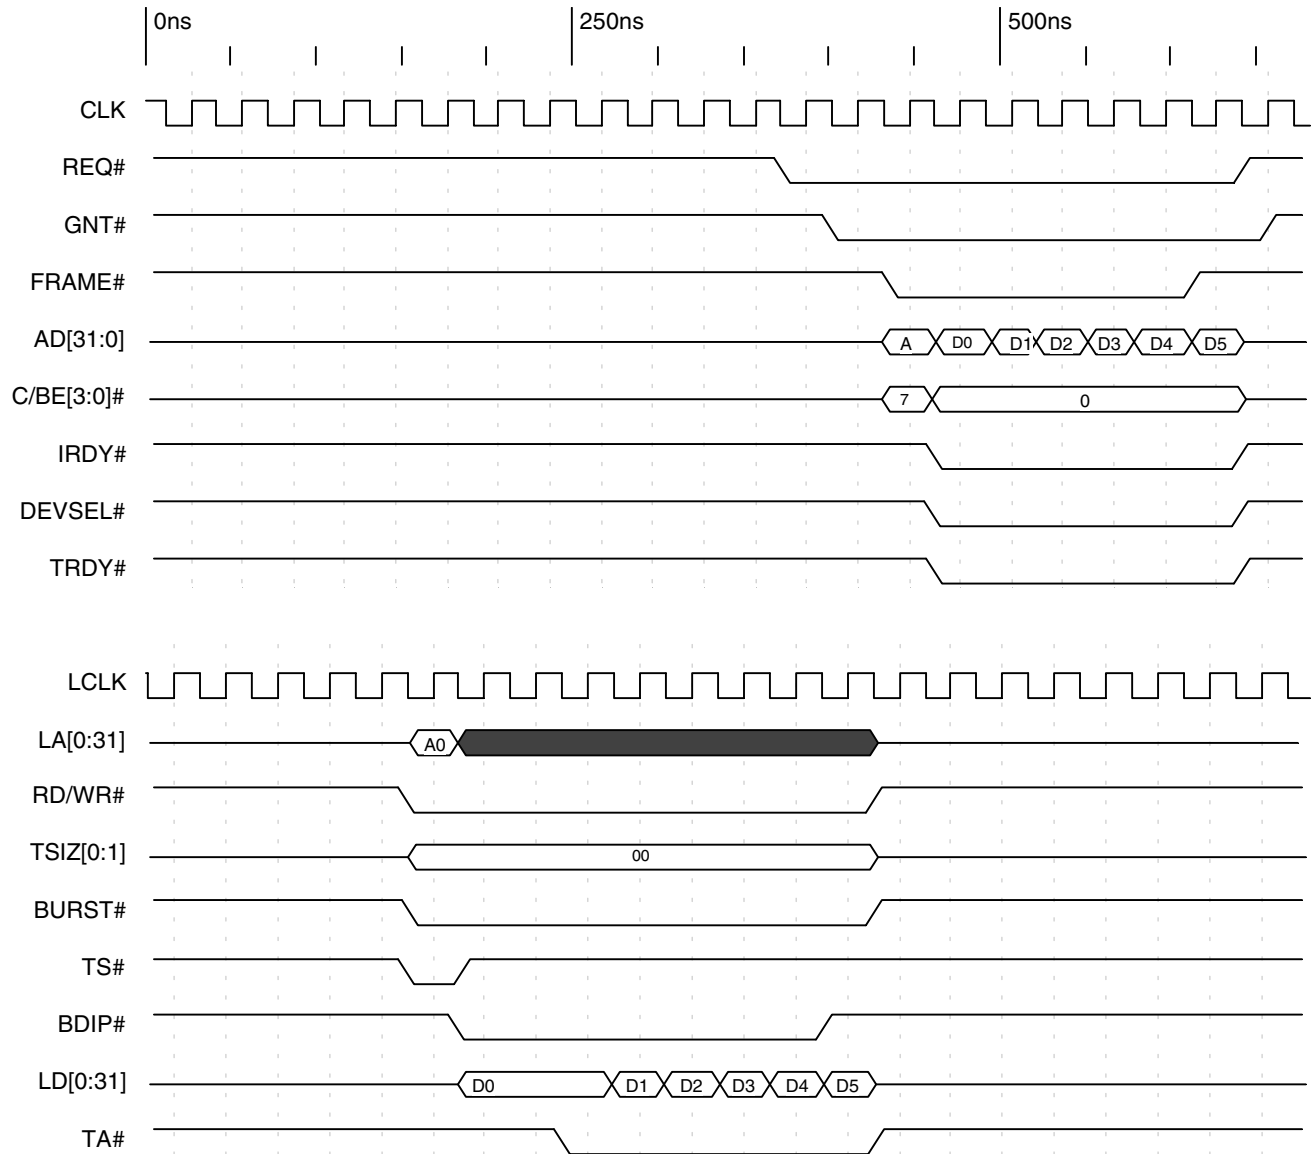 0ns 250ns 500ns
CLK
REQ#
GNT#
FRAME#
AD[31:0] A D0 D1 D2 D3 D4 D5
C/BE[3:0]# 7 0
IRDY#
DEVSEL#
TRDY#
LCLK
LA[0:31] A0
RD/WR#
TSIZ[0:1] 00
BURST#
TS#
BDIP#
LD[0:31] D0 D1 D2 D3 D4 D5
TA#